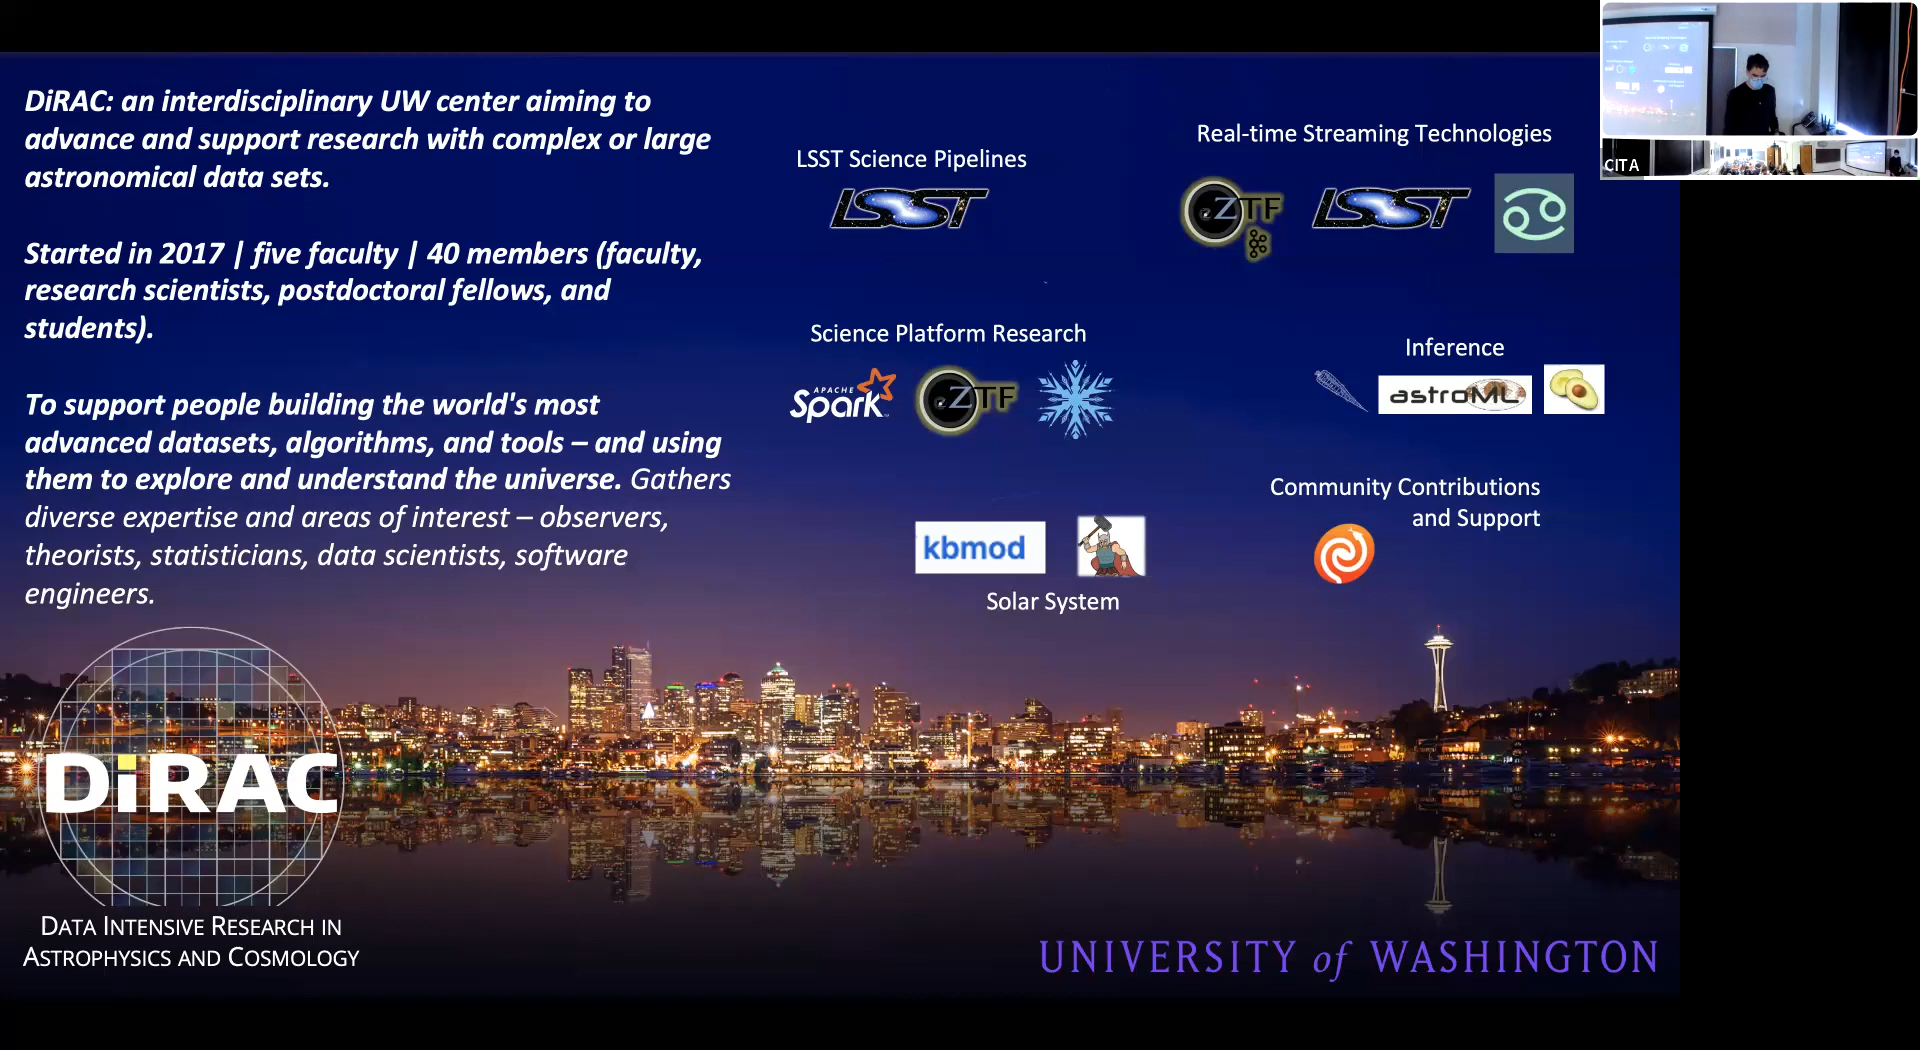 DiRAC: an interdisciplinary UW center aiming to
advance and support research with complex or large
astronomical data sets.
Started in 2017 | five faculty | 40 members (faculty,
research scientists, postdoctoral fellows, and
students).
To support people building the world's most
advanced datasets, algorithms, and tools – and using
them to explore and understand the universe. Gathers
diverse expertise and areas of interest – observers,
theorists, statisticians, data scientists, software
engineers.
DiRAC
DATA INTENSIVE RESEARCH IN
ASTROPHYSICS AND COSMOLOGY
LSST Science Pipelines
LSST
Real-time Streaming Technologies
ZTF
LSST
Science Platform Research
APACHE
Spark
ZTF
Inference
astroML
Community Contributions
and Support
kbmod
Solar System
UNIVERSITY of WASHINGTON
CITA